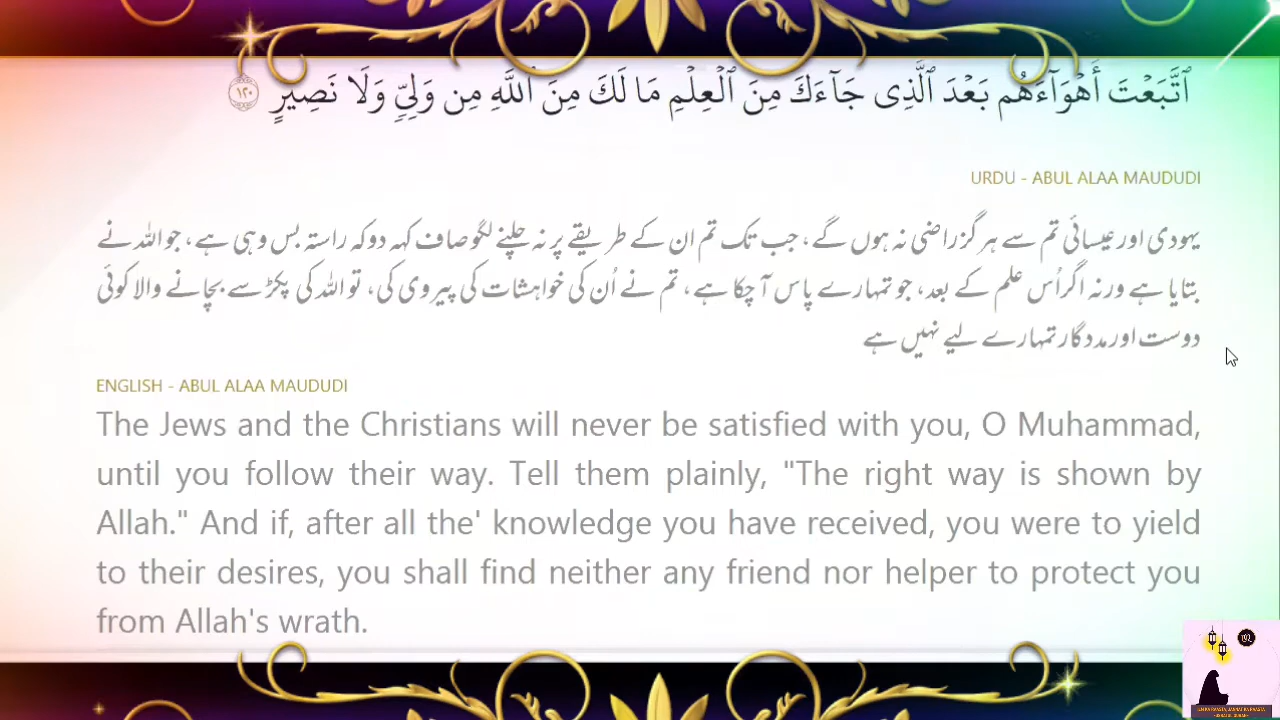 ٱتَّبَعْتَ أَهْوَآءَهُم بَعْدَ ٱلَّذِى جَآءَكَ مِنَ ٱلْعِلْمِ مَا لَكَ مِنَ ٱللَّهِ مِن وَلِىٍّ وَلَا نَصِيرٍ ١٢٠
URDU - ABUL ALAA MAUDUDI
یہودی اور عیسائی تم سے ہرگز راضی نہ ہوں گے، جب تک تم ان کے طریقے پر نہ چلنے لگو صاف کہہ دو کہ راستہ بس وہی ہے، جو اللہ نے
بتایا ہے ورنہ اگر اُس علم کے بعد، جو تمہارے پاس آ چکا ہے، تم نے اُن کی خواہشات کی پیروی کی، تو اللہ کی پکڑ سے بچانے والا کوئی
دوست اور مددگار تمہارے لیے نہیں ہے
ENGLISH - ABUL ALAA MAUDUDI
The Jews and the Christians will never be satisfied with you, O Muhammad,
until you follow their way. Tell them plainly, "The right way is shown by
Allah." And if, after all the' knowledge you have received, you were to yield
to their desires, you shall find neither any friend nor helper to protect you
from Allah's wrath.